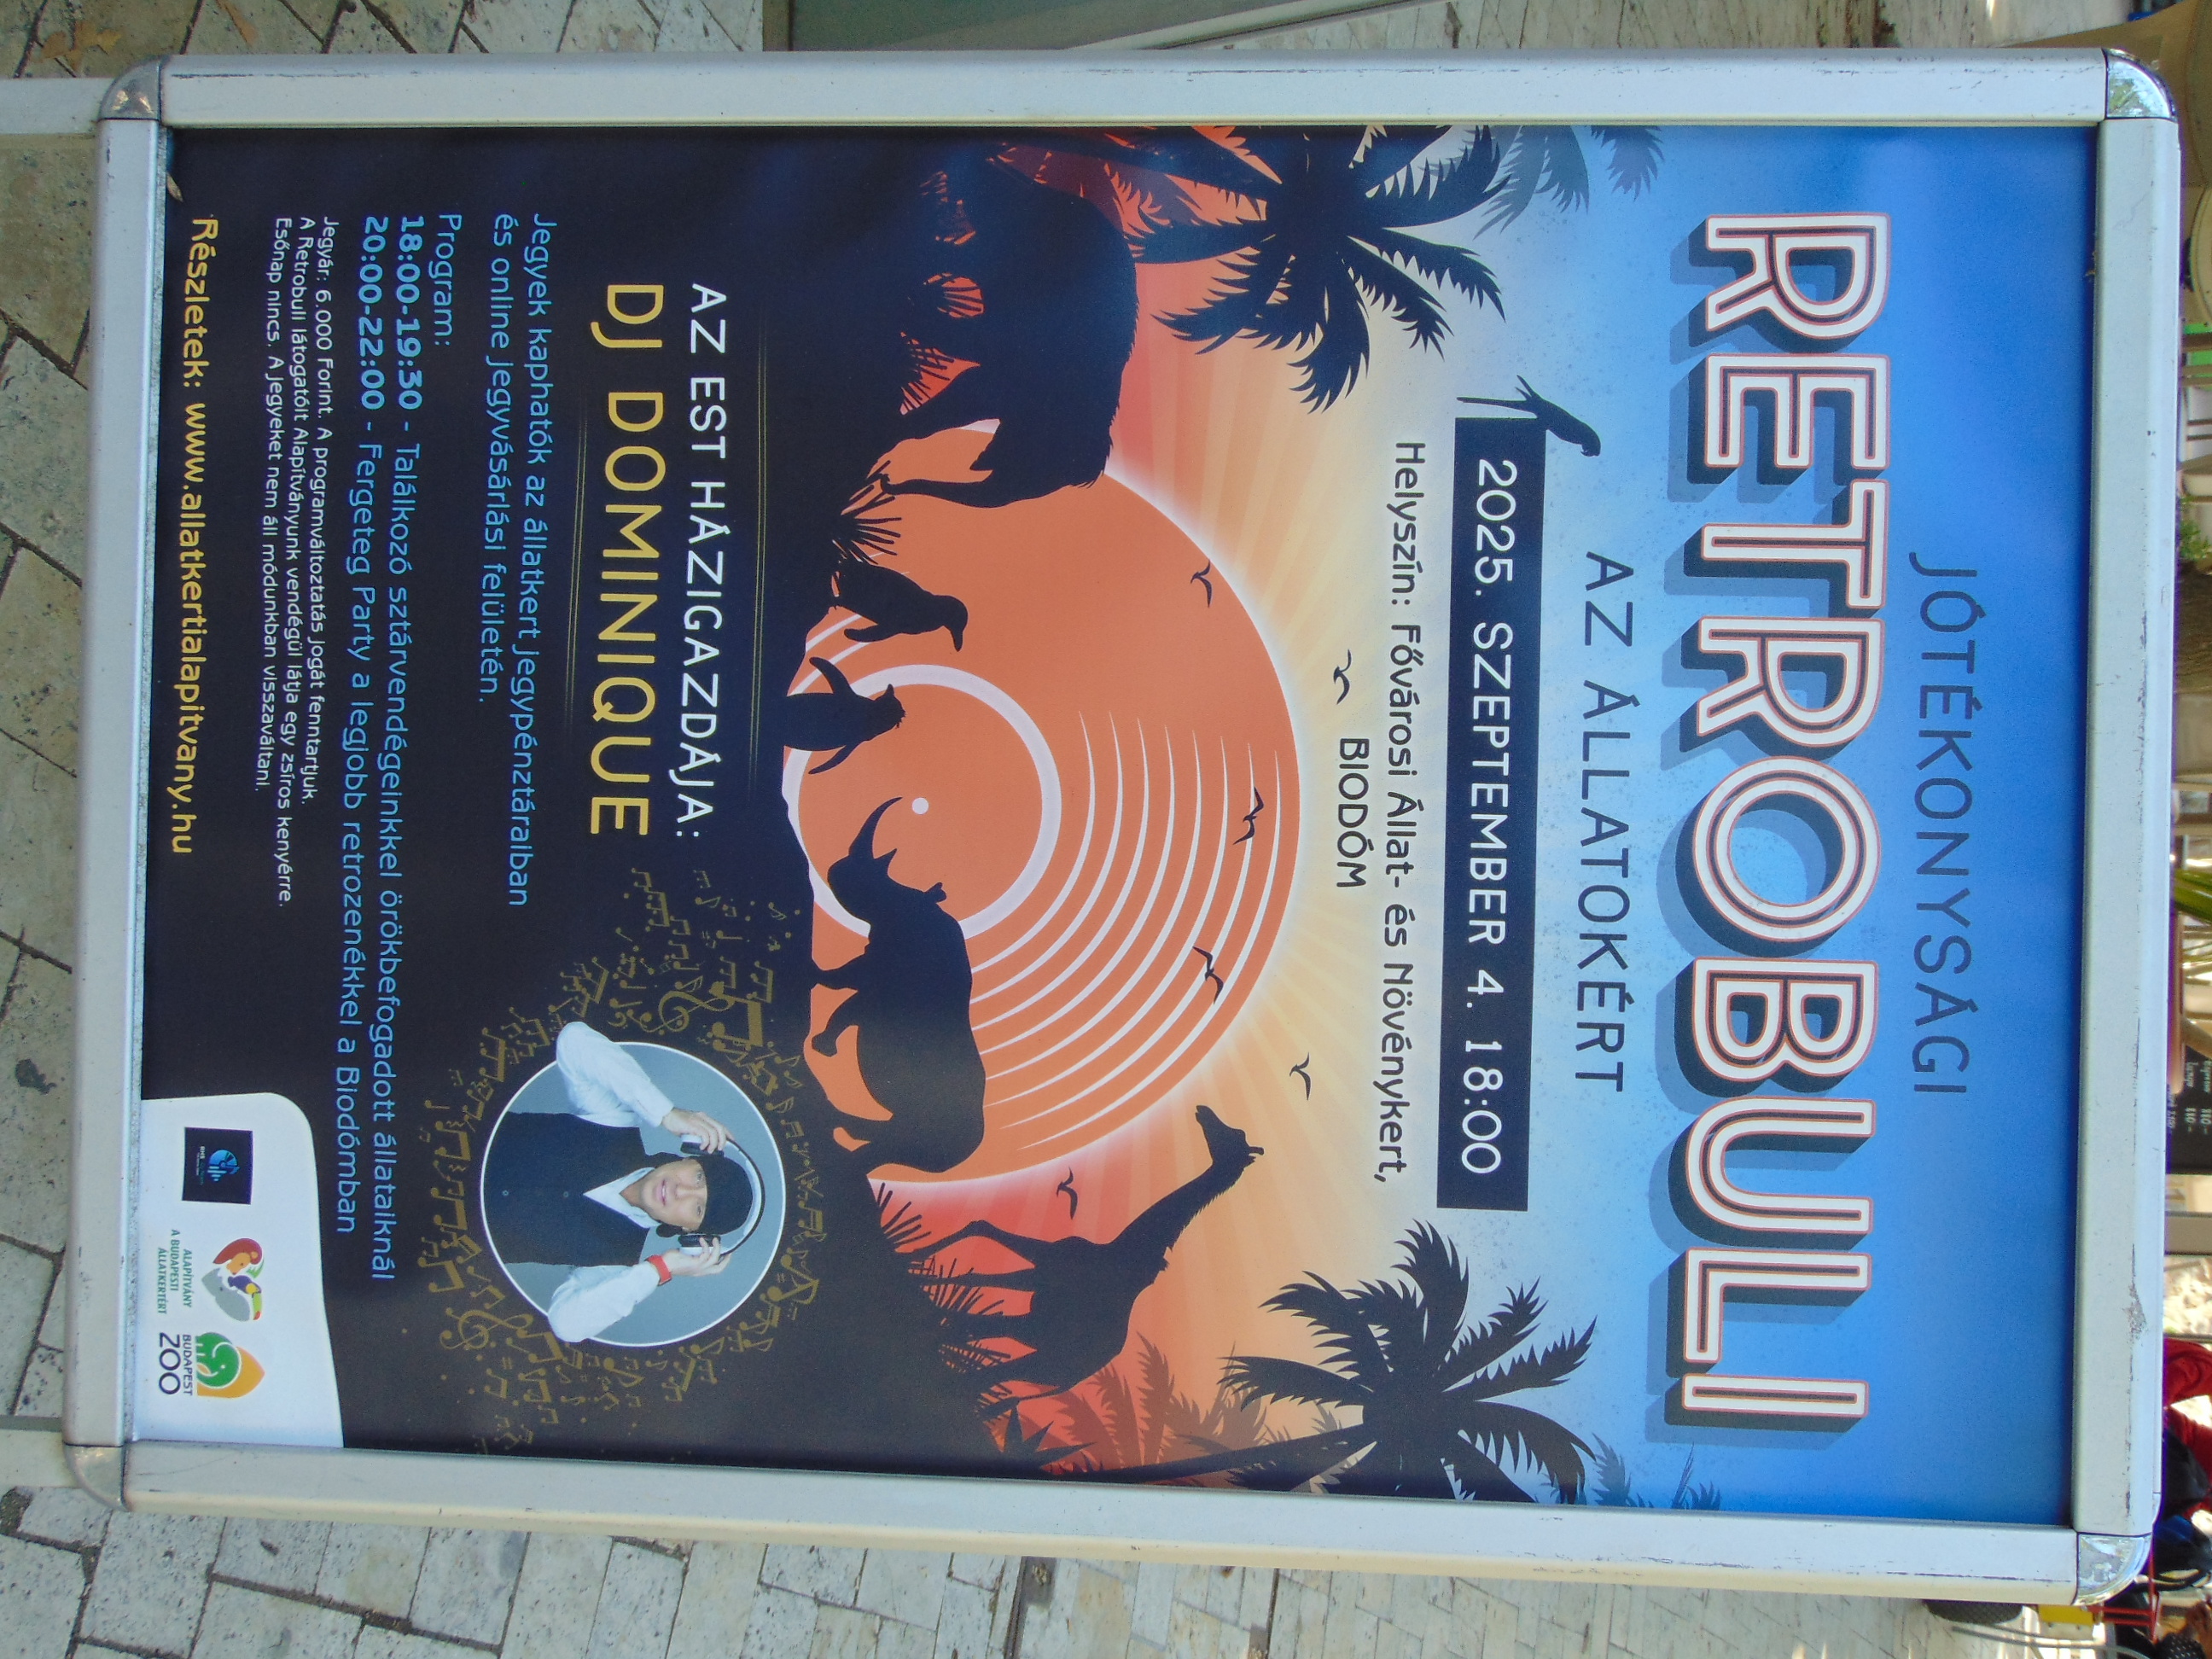 JÓTÉKONYSÁGI
RETROBULI
AZ ÁLLATOKÉRT
2025. SZEPTEMBER 4. 18:00
Helyszín: Fővárosi Állat- és Növénykert,
BIODÓM
AZ EST HÁZIGAZDÁJA:
DJ DOMINIQUE
Jegyek kaphatók az állatkert jegypénztáraiban
és online jegyvásárlási felületén.
Program:
18:00-19:30 - Találkozó sztárvendégeinkkel örökbefogadott állataiknál
20:00-22:00 - Fergeteg Party a legjobb retrozenékkel a Biodómban
Jegyár: 6.000 Forint. A programváltoztatás jogát fenntartjuk.
A Retrobuli látogatóit Alapítványunk vendégül látja egy zsíros kenyérre.
Esőnap nincs. A jegyeket nem áll módunkban visszaváltani.
Részletek: www.allatkertialapitvany.hu
ALAPÍTVÁNY
A BUDAPESTI
ÁLLATKERTÉRT
BUDAPEST
ZOO